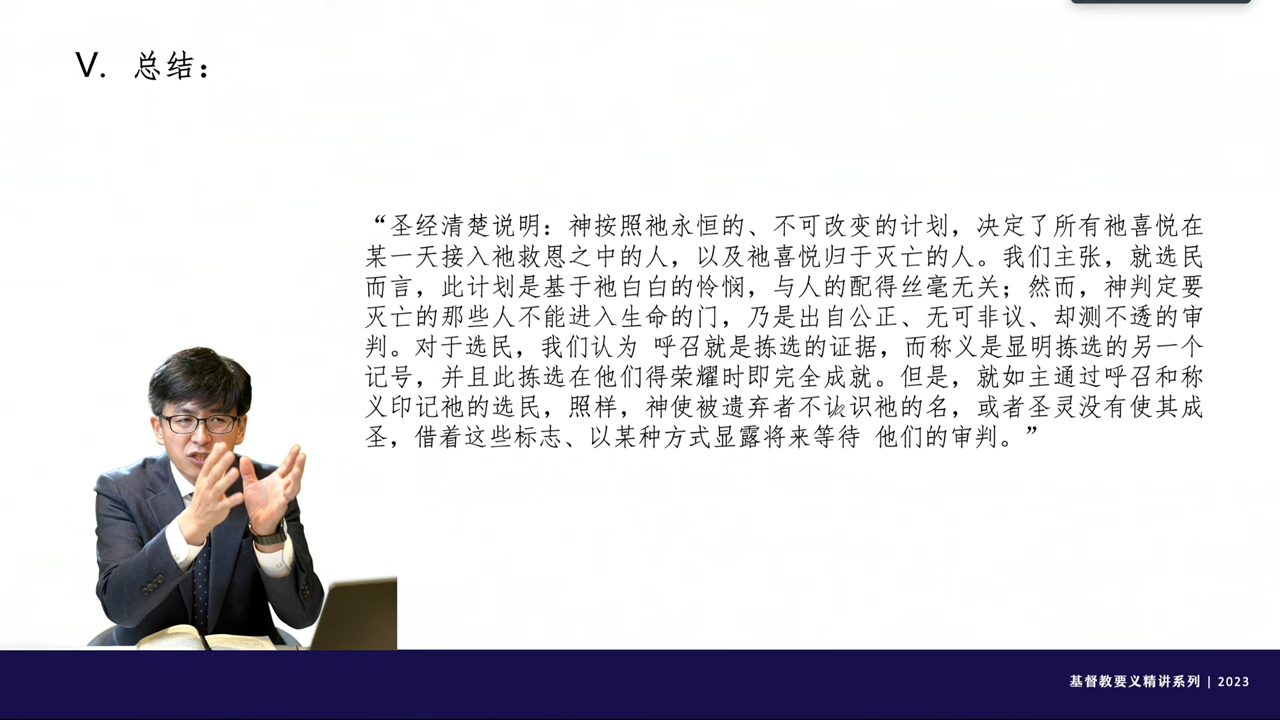 V. 总结：
“圣经清楚说明：神按照祂永恒的、不可改变的计划，决定了所有祂喜悦在
某一天接入祂救恩之中的人，以及祂喜悦归于灭亡的人。我们主张，就选民
而言，此计划是基于祂白白的怜悯，与人的配得丝毫无关；然而，神判定要
灭亡的那些人不能进入生命的门，乃是出自公正、无可非议、却测不透的审
判。对于选民，我们认为 呼召就是拣选的证据，而称义是显明拣选的另一个
记号，并且此拣选在他们得荣耀时即完全成就。但是，就如主通过呼召和称
义印记祂的选民，照样，神使被遗弃者不认识祂的名，或者圣灵没有使其成
圣，借着这些标志、以某种方式显露将来等待 他们的审判。”
基督教要义精讲系列 | 2023